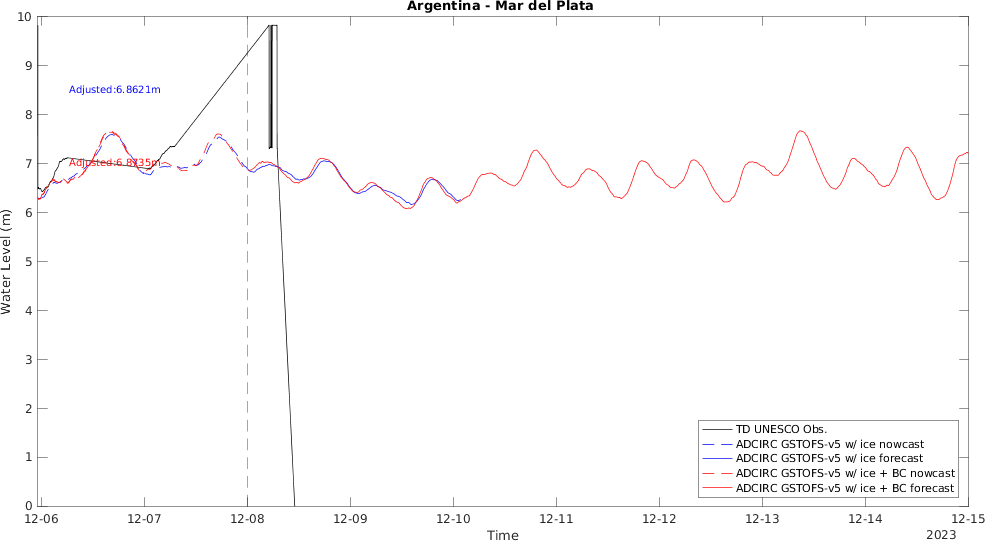 Argentina - Mar del Plata
10
9
8
7
6
5
4
3
2
1
0
Water Level (m)
Adjusted:6.8621m
Adjusted:6.8735m
TD UNESCO Obs.
ADCIRC GSTOFS-v5 w/ ice nowcast
ADCIRC GSTOFS-v5 w/ ice forecast
ADCIRC GSTOFS-v5 w/ ice + BC nowcast
ADCIRC GSTOFS-v5 w/ ice + BC forecast
12-06 12-07 12-08 12-09 12-10 12-11 12-12 12-13 12-14 12-15
Time
2023